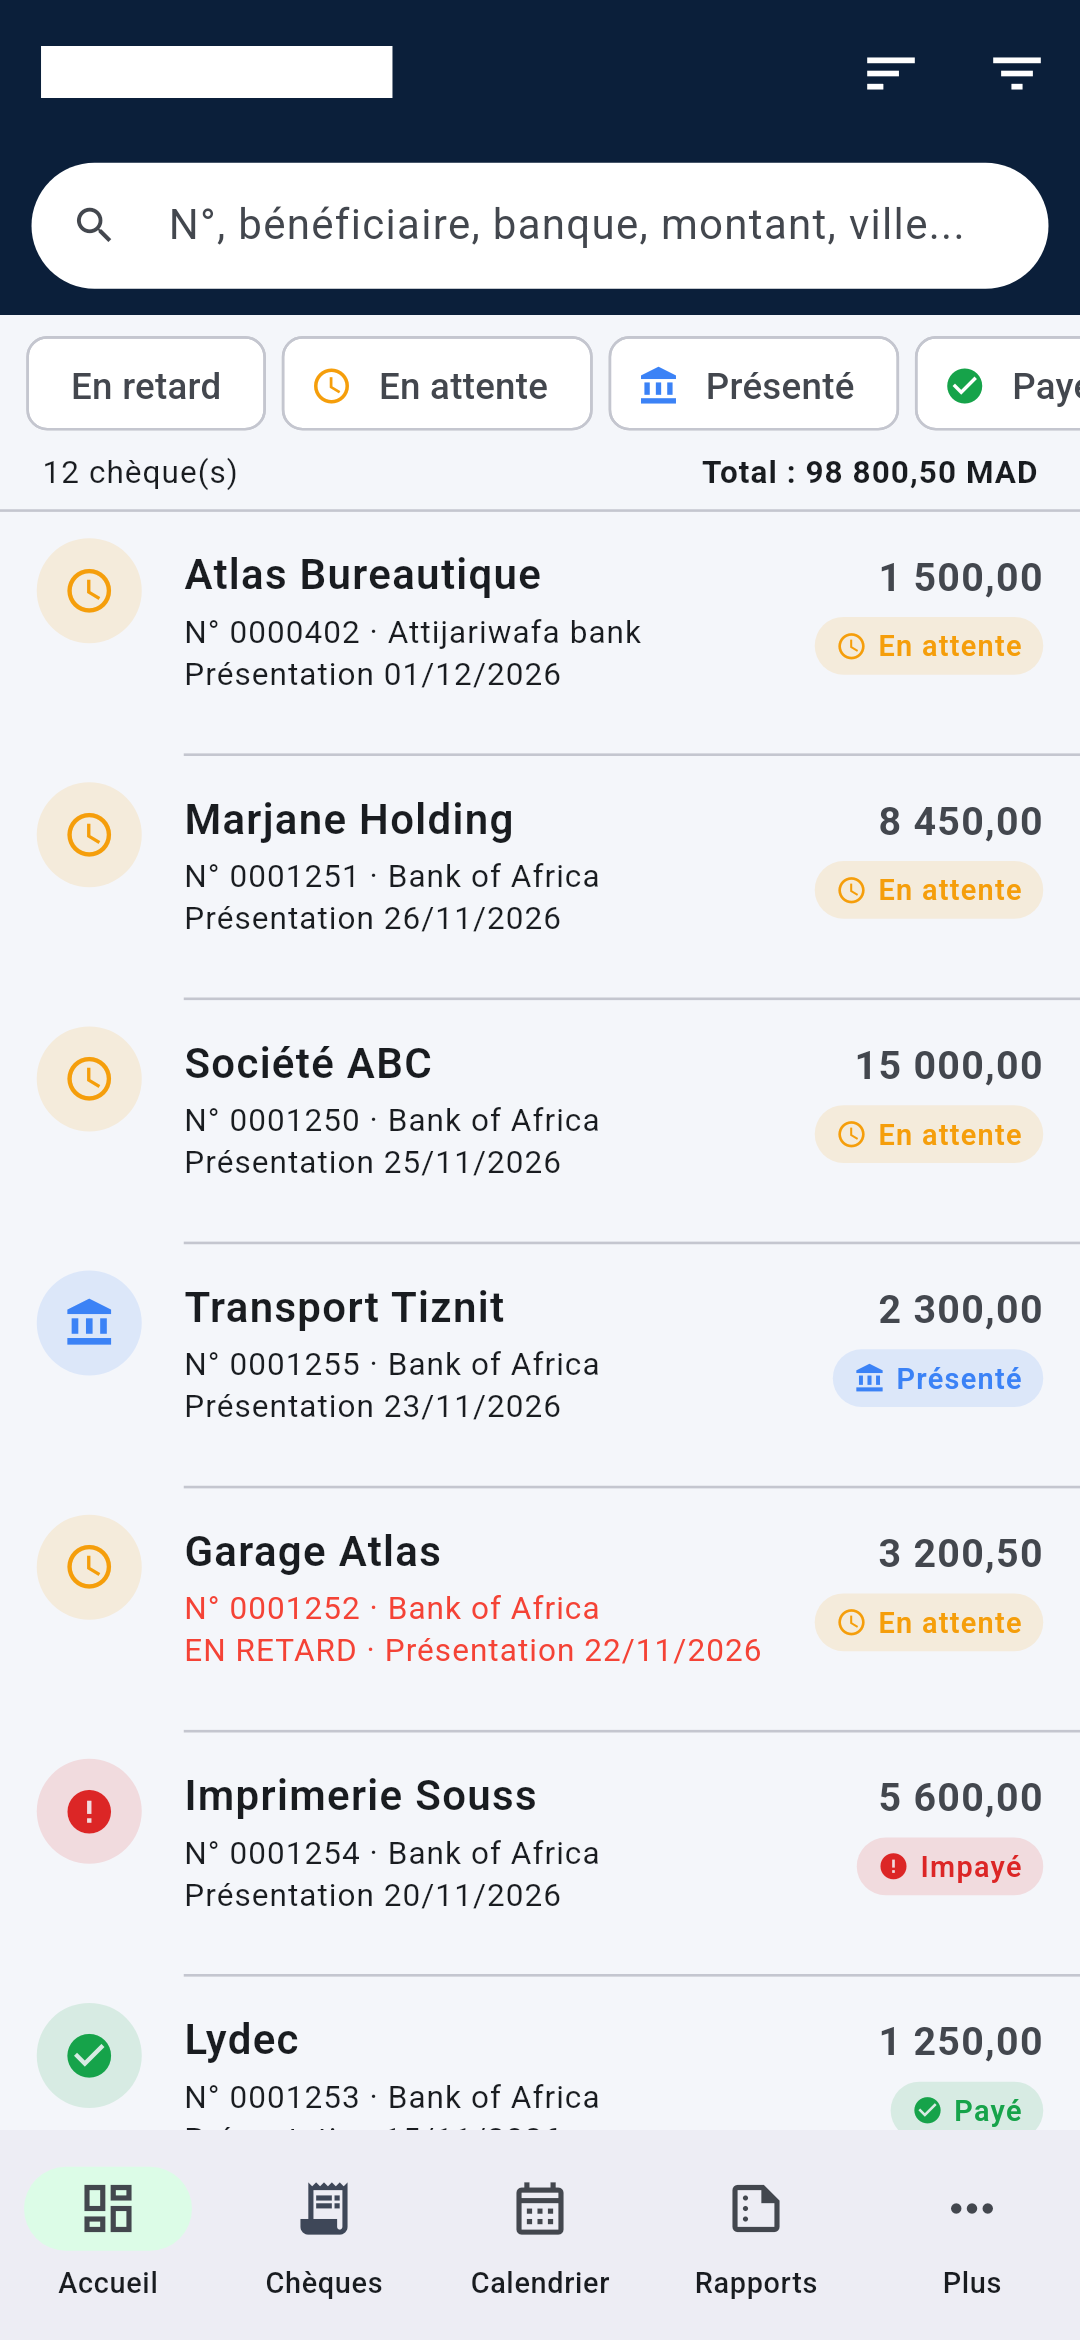 N°, bénéficiaire, banque, montant, ville...
En retard
En attente
Présenté
Payé
12 chèque(s)
Total : 98 800,50 MAD
Atlas Bureautique
1 500,00
N° 0000402 · Attijariwafa bank
En attente
Présentation 01/12/2026
Marjane Holding
8 450,00
N° 0001251 · Bank of Africa
En attente
Présentation 26/11/2026
Société ABC
15 000,00
N° 0001250 · Bank of Africa
En attente
Présentation 25/11/2026
Transport Tiznit
2 300,00
N° 0001255 · Bank of Africa
Présenté
Présentation 23/11/2026
Garage Atlas
3 200,50
N° 0001252 · Bank of Africa
En attente
EN RETARD · Présentation 22/11/2026
Imprimerie Souss
5 600,00
N° 0001254 · Bank of Africa
Impayé
Présentation 20/11/2026
Lydec
1 250,00
N° 0001253 · Bank of Africa
Payé
Accueil
Chèques
Calendrier
Rapports
Plus